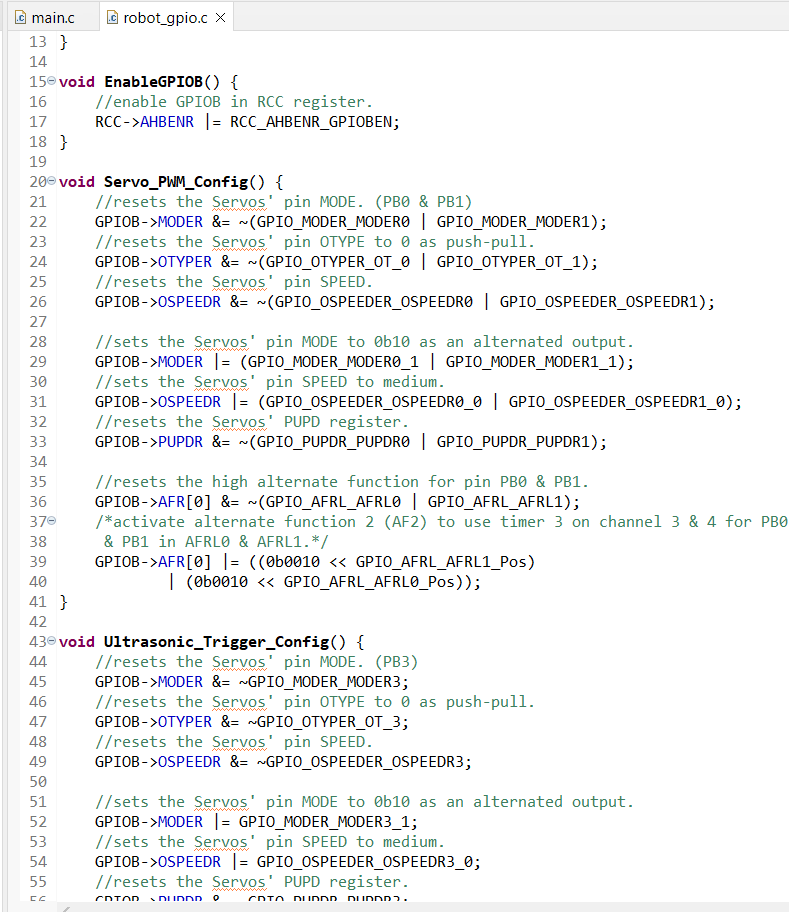 main.c robot_gpio.c
13 }
14
15 void EnableGPIOB() {
16 //enable GPIOB in RCC register.
17 RCC->AHBENR |= RCC_AHBENR_GPIOBEN;
18 }
19
20 void Servo_PWM_Config() {
21 //resets the Servos' pin MODE. (PB0 & PB1)
22 GPIOB->MODER &= ~(GPIO_MODER_MODER0 | GPIO_MODER_MODER1);
23 //resets the Servos' pin OTYPE to 0 as push-pull.
24 GPIOB->OTYPER &= ~(GPIO_OTYPER_OT_0 | GPIO_OTYPER_OT_1);
25 //resets the Servos' pin SPEED.
26 GPIOB->OSPEEDR &= ~(GPIO_OSPEEDER_OSPEEDR0 | GPIO_OSPEEDER_OSPEEDR1);
27
28 //sets the Servos' pin MODE to 0b10 as an alternated output.
29 GPIOB->MODER |= (GPIO_MODER_MODER0_1 | GPIO_MODER_MODER1_1);
30 //sets the Servos' pin SPEED to medium.
31 GPIOB->OSPEEDR |= (GPIO_OSPEEDER_OSPEEDR0_0 | GPIO_OSPEEDER_OSPEEDR1_0);
32 //resets the Servos' PUPD register.
33 GPIOB->PUPDR &= ~(GPIO_PUPDR_PUPDR0 | GPIO_PUPDR_PUPDR1);
34
35 //resets the high alternate function for pin PB0 & PB1.
36 GPIOB->AFR[0] &= ~(GPIO_AFRL_AFRL0 | GPIO_AFRL_AFRL1);
37 /*activate alternate function 2 (AF2) to use timer 3 on channel 3 & 4 for PB0
38 & PB1 in AFRL0 & AFRL1.*/
39 GPIOB->AFR[0] |= ((0b0010 << GPIO_AFRL_AFRL1_Pos)
40 | (0b0010 << GPIO_AFRL_AFRL0_Pos));
41 }
42
43 void Ultrasonic_Trigger_Config() {
44 //resets the Servos' pin MODE. (PB3)
45 GPIOB->MODER &= ~GPIO_MODER_MODER3;
46 //resets the Servos' pin OTYPE to 0 as push-pull.
47 GPIOB->OTYPER &= ~GPIO_OTYPER_OT_3;
48 //resets the Servos' pin SPEED.
49 GPIOB->OSPEEDR &= ~GPIO_OSPEEDER_OSPEEDR3;
50
51 //sets the Servos' pin MODE to 0b10 as an alternated output.
52 GPIOB->MODER |= GPIO_MODER_MODER3_1;
53 //sets the Servos' pin SPEED to medium.
54 GPIOB->OSPEEDR |= GPIO_OSPEEDER_OSPEEDR3_0;
55 //resets the Servos' PUPD register.